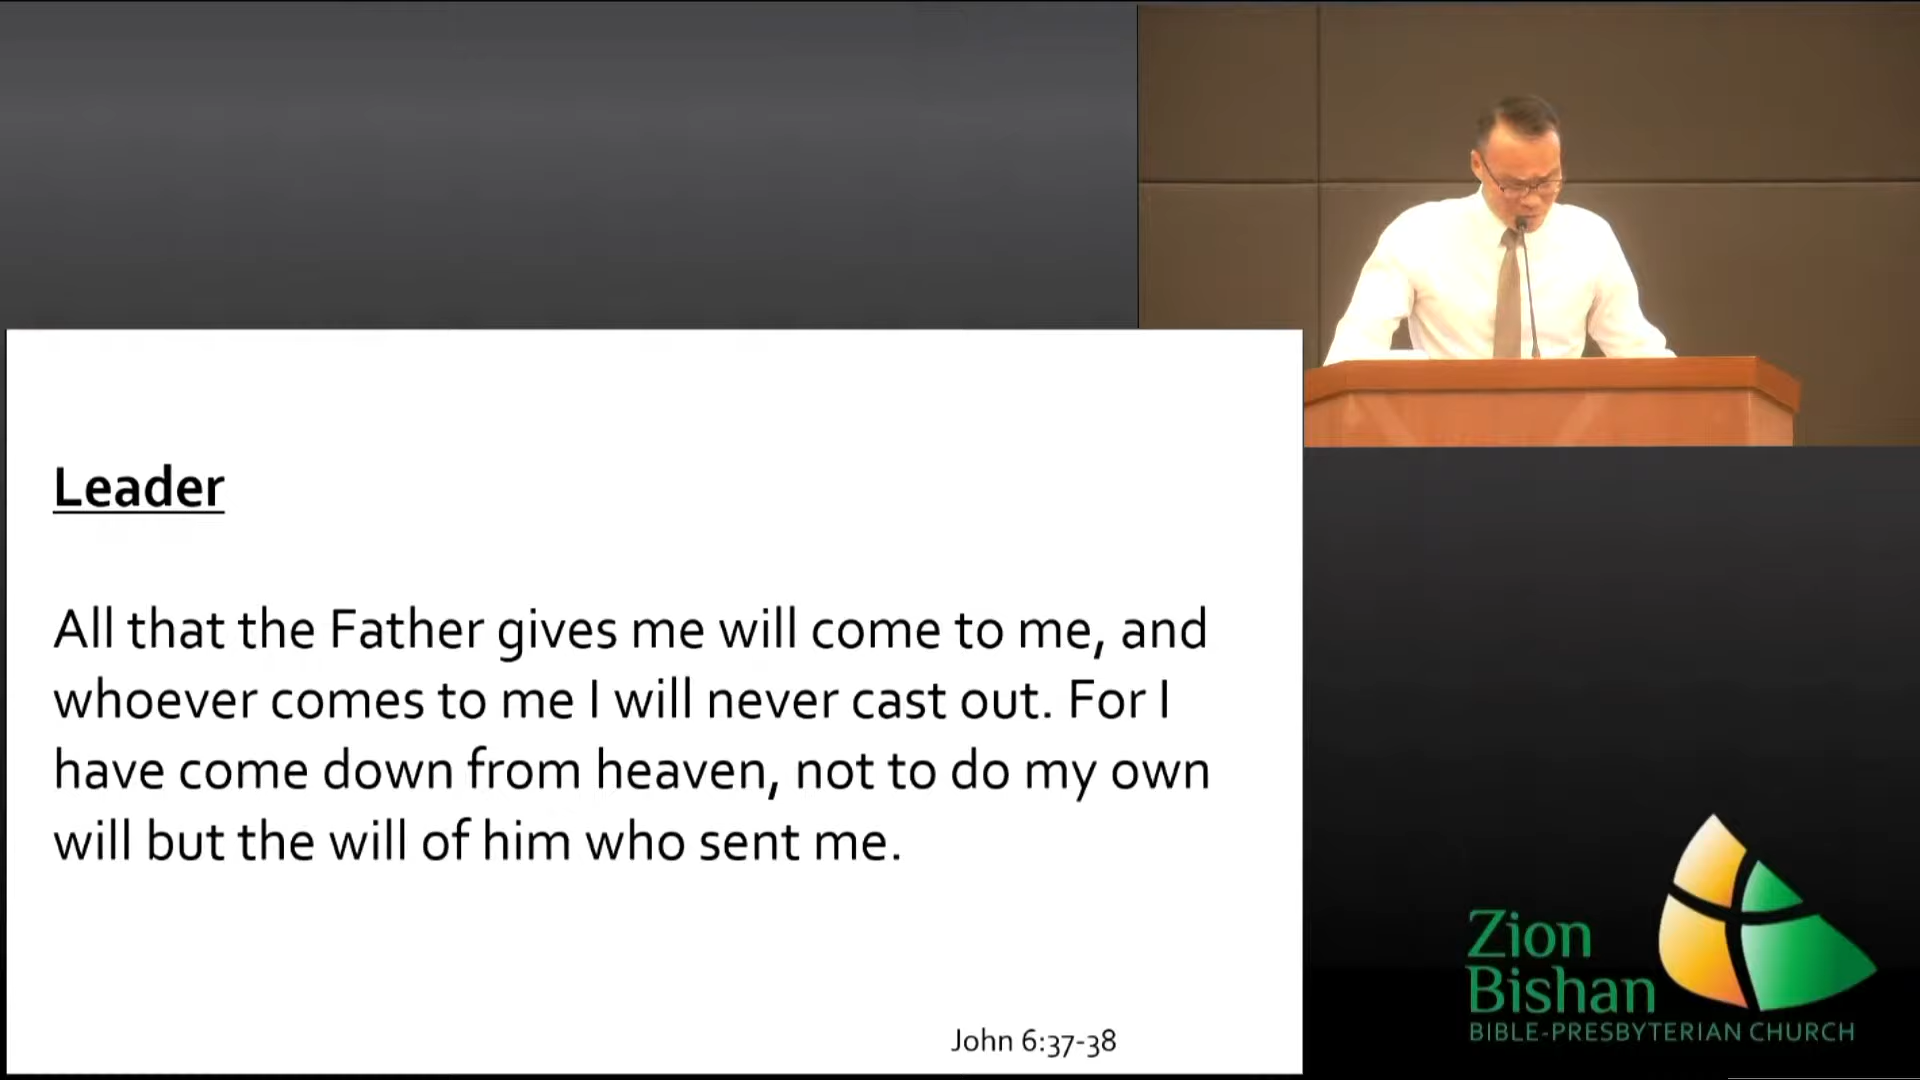 Leader
All that the Father gives me will come to me, and
whoever comes to me I will never cast out. For I
have come down from heaven, not to do my own
will but the will of him who sent me.
John 6:37-38
Zion
Bishan
BIBLE-PRESBYTERIAN CHURCH